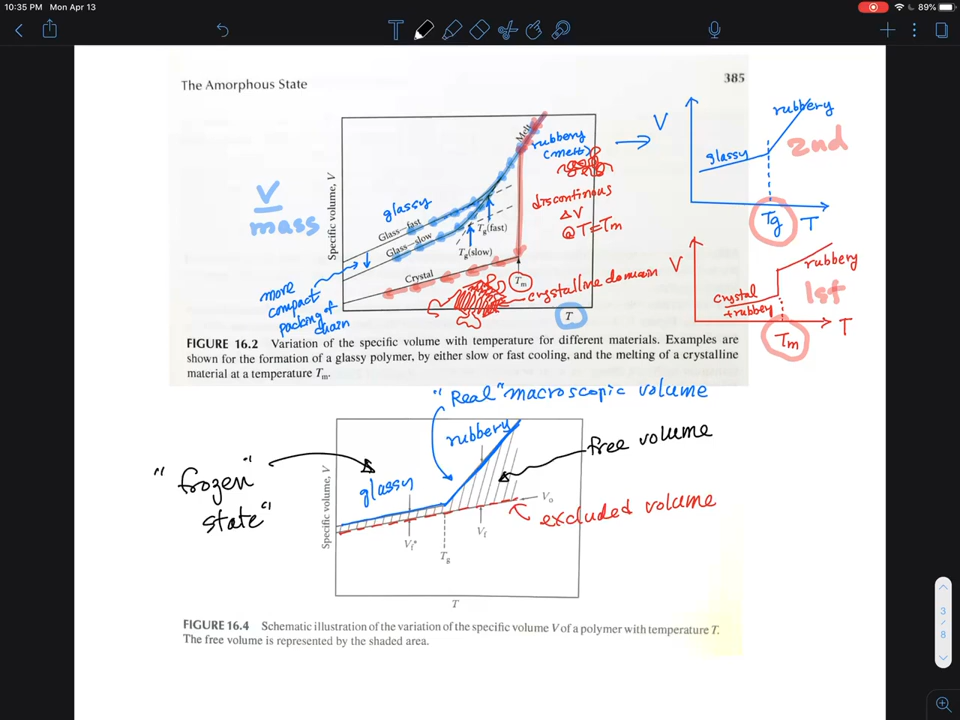 10:35 PM Mon Apr 13
89%
The Amorphous State
385
V
mass
Specific volume, V
glassy
Glass—fast
Glass—slow
Crystal
Melt
rubbery
(melt)
Tg(fast)
Tg(slow)
discontinous
ΔV
@ T=Tm
Tm
crystalline domain
more
compact
packing of
chain
T
V
glassy
rubbery
2nd
Tg
T
V
crystal
+rubbey
rubbery
1st
Tm
T
FIGURE 16.2 Variation of the specific volume with temperature for different materials. Examples are
shown for the formation of a glassy polymer, by either slow or fast cooling, and the melting of a crystalline
material at a temperature Tm.
"Real" macroscopic volume
rubbery
free volume
"frozen"
state"
glassy
Specific volume, V
Vo
excluded volume
Vf*
Vf
Tg
T
FIGURE 16.4 Schematic illustration of the variation of the specific volume V of a polymer with temperature T.
The free volume is represented by the shaded area.
3
/
8